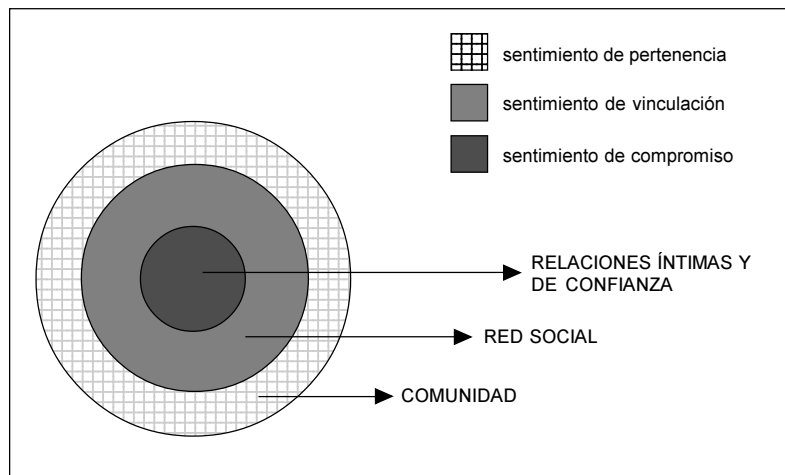 sentimiento de pertenencia
sentimiento de vinculación
sentimiento de compromiso
RELACIONES ÍNTIMAS Y
DE CONFIANZA
RED SOCIAL
COMUNIDAD